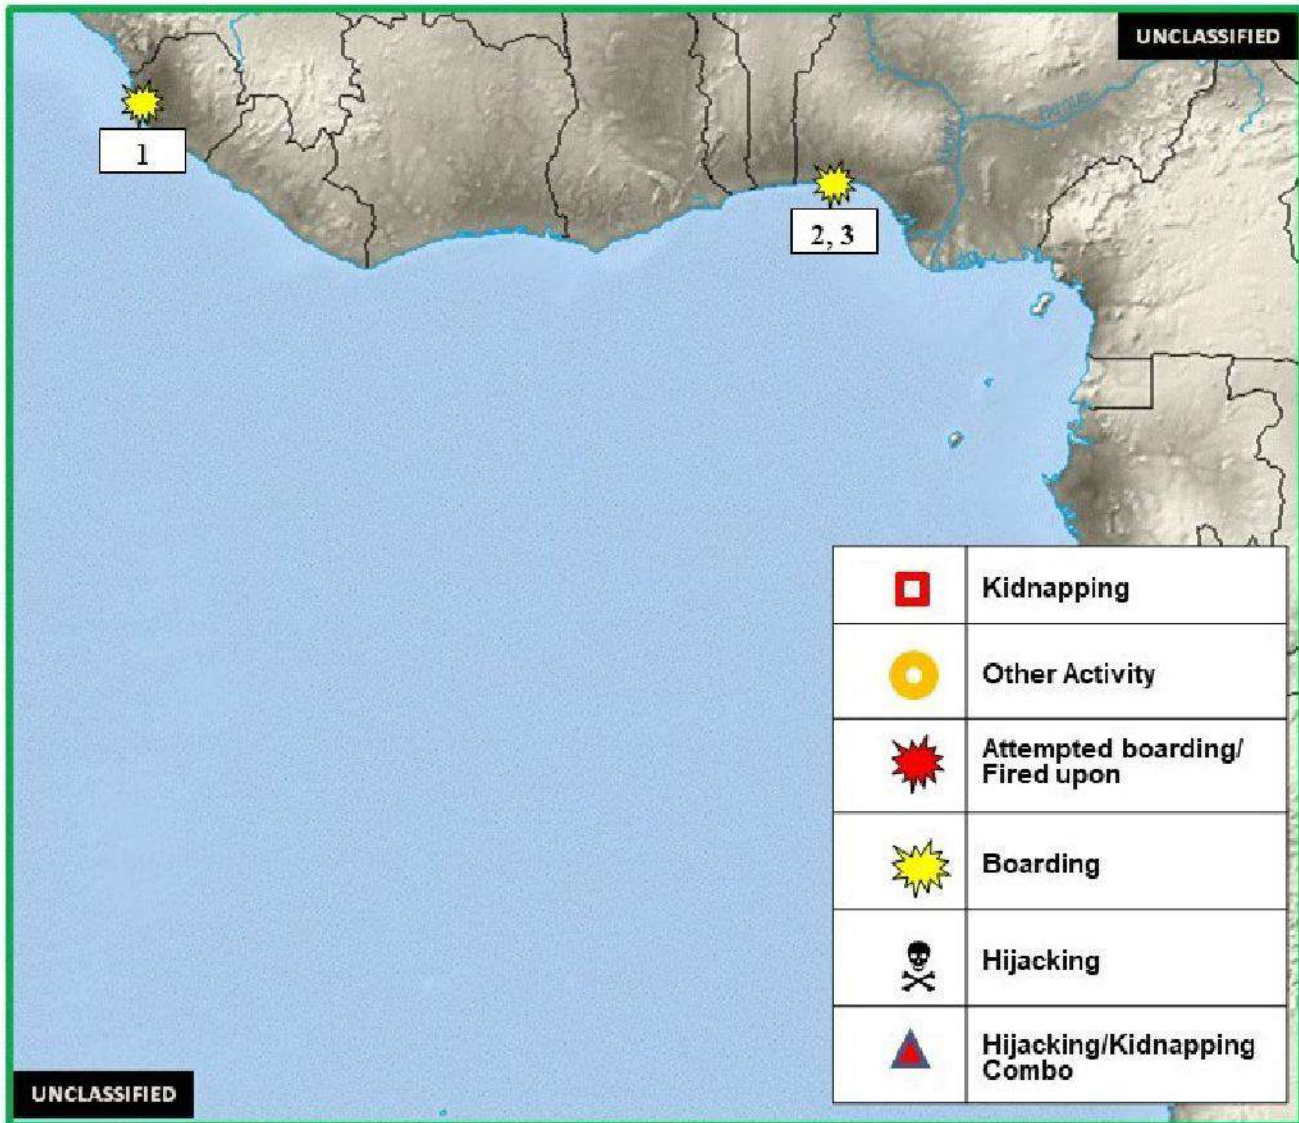 UNCLASSIFIED
1
2, 3
Kidnapping
Other Activity
Attempted boarding/
Fired upon
Boarding
Hijacking
Hijacking/Kidnapping
Combo
UNCLASSIFIED